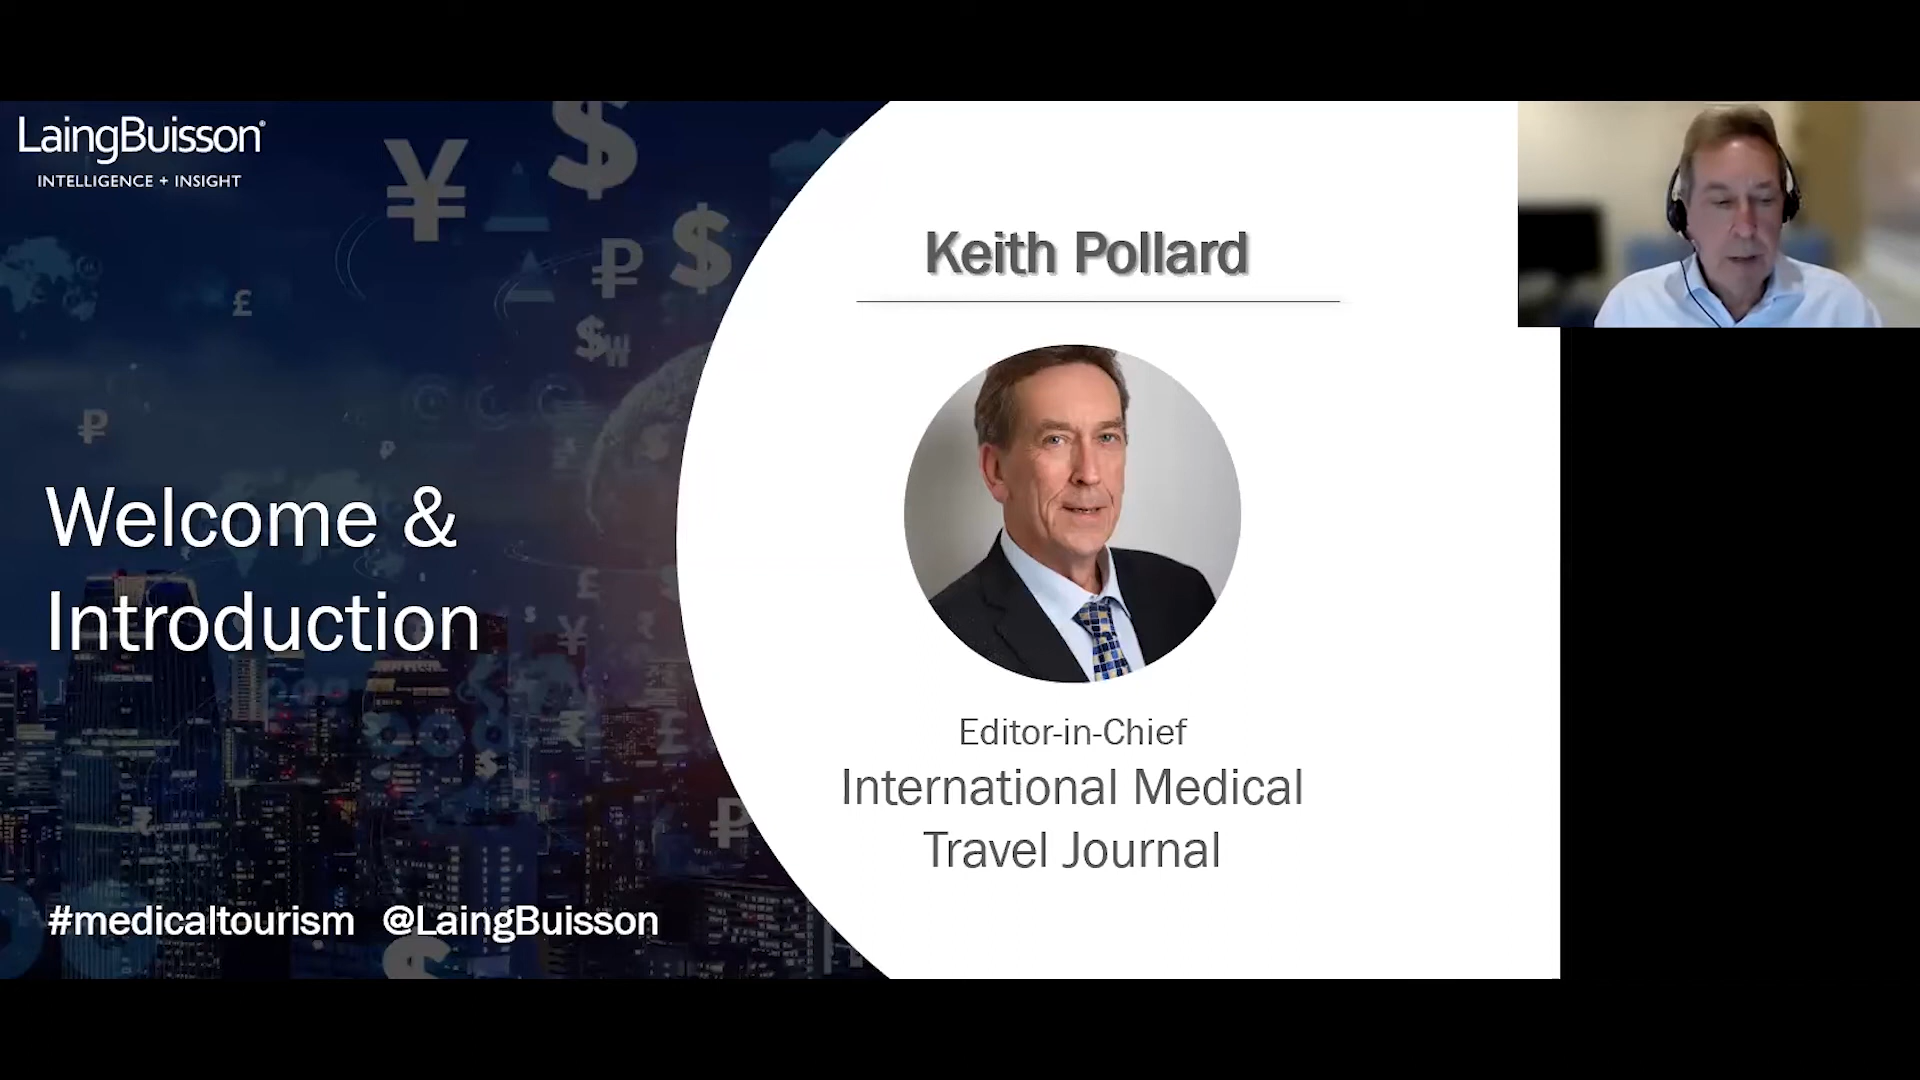 LaingBuisson®
INTELLIGENCE + INSIGHT
Welcome &
Introduction
#medicaltourism @LaingBuisson
Keith Pollard
Editor-in-Chief
International Medical
Travel Journal